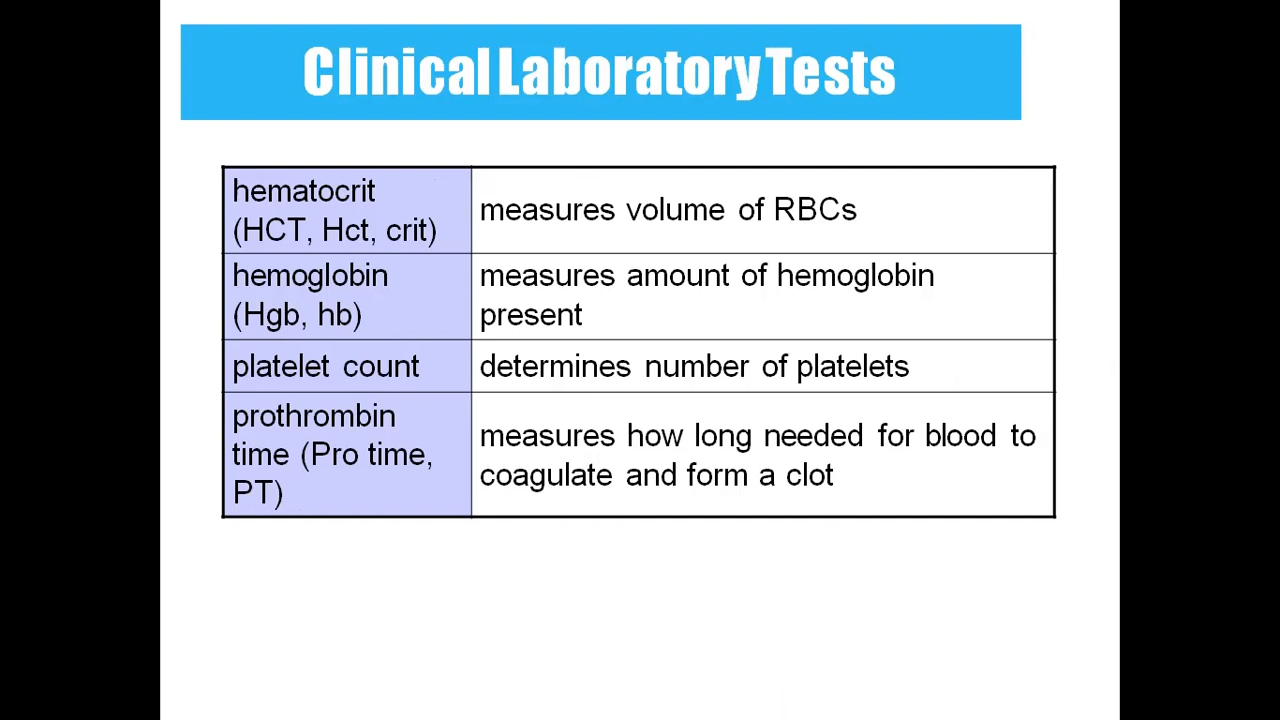 Clinical Laboratory Tests
hematocrit
(HCT, Hct, crit)
measures volume of RBCs
hemoglobin
(Hgb, hb)
measures amount of hemoglobin
present
platelet count
determines number of platelets
prothrombin
time (Pro time,
PT)
measures how long needed for blood to
coagulate and form a clot